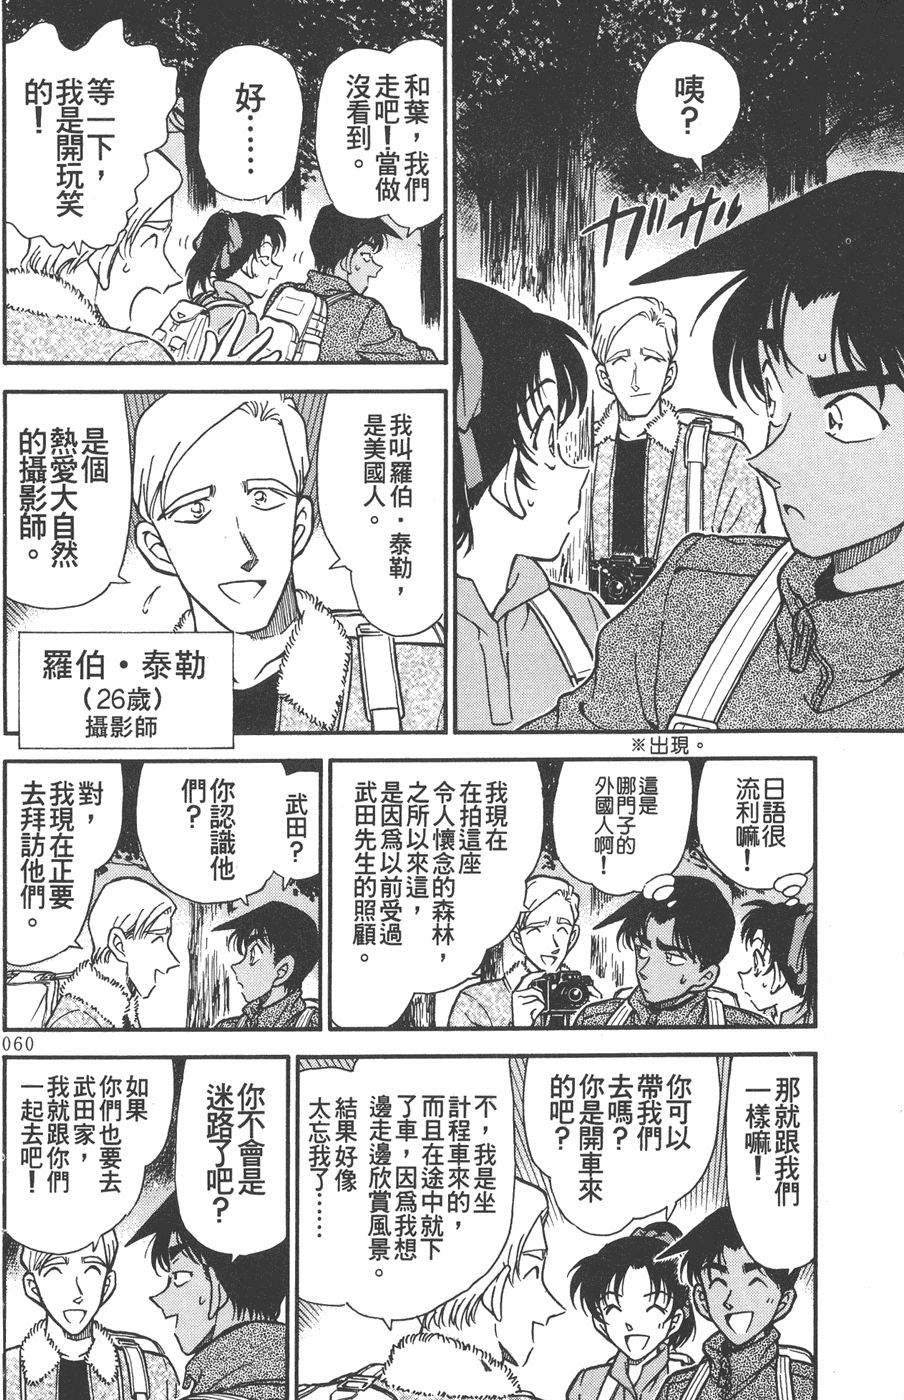 咦？
ガサ゛ッ
和葉，我們
走吧！當做
沒看到。
好……
等一下，
我是開玩笑
的！
※出現。
我叫羅伯・泰勒，
是美國人。
是個
熱愛大自然
的攝影師。
羅伯・泰勒
（26歲）
攝影師
日語很
流利嘛！
這是
哪門子的
外國人啊！
我現在
在拍這座
令人懷念的森林，
之所以來這，
是因為以前受過
武田先生的照顧。
武田？
你認識他
們？
對，
我現在正要
去拜訪他們。
060
那就跟我們
一樣嘛！
你可以
帶我們
去嗎？
你是開車來
的吧？
不，我是坐
計程車來的，
而且在途中就下
了車，因為我想
邊走邊欣賞風景。
結果好像
太忘我了……
你不會是
迷路了吧？
如果
你們也要去
武田家，
我就跟你們
一起去吧！